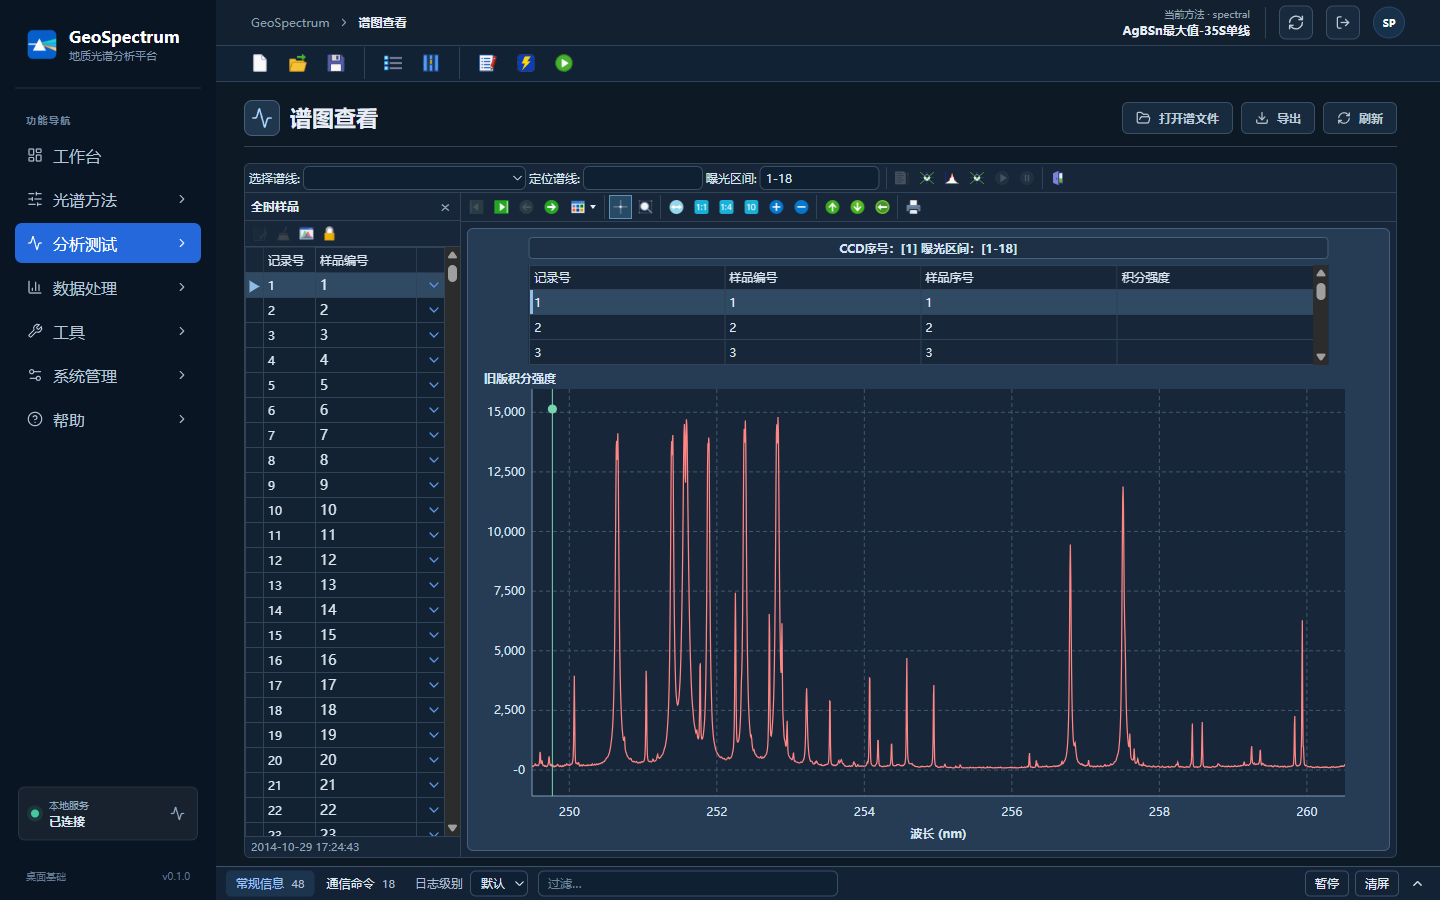 GeoSpectrum
地质光谱分析平台
功能导航
工作台
光谱方法
分析测试
数据处理
工具
系统管理
帮助
本地服务
已连接
桌面基础 v0.1.0
GeoSpectrum > 谱图查看
当前方法 · spectral
AgBSn最大值-35S单线
SP
谱图查看
打开谱文件 导出 刷新
选择谱线: 定位谱线: 曝光区间: 1-18
全时样品
1:1 1:4 10
记录号 样品编号
1 1
2 2
3 3
4 4
5 5
6 6
7 7
8 8
9 9
10 10
11 11
12 12
13 13
14 14
15 15
16 16
17 17
18 18
19 19
20 20
21 21
22 22
23 23
2014-10-29 17:24:43
CCD序号：[1] 曝光区间：[1-18]
记录号 样品编号 样品序号 积分强度
1 1 1
2 2 2
3 3 3
旧版积分强度
15,000
12,500
10,000
7,500
5,000
2,500
-0
250 252 254 256 258 260
波长 (nm)
常规信息 48 通信命令 18 日志级别 默认 过滤... 暂停 清屏